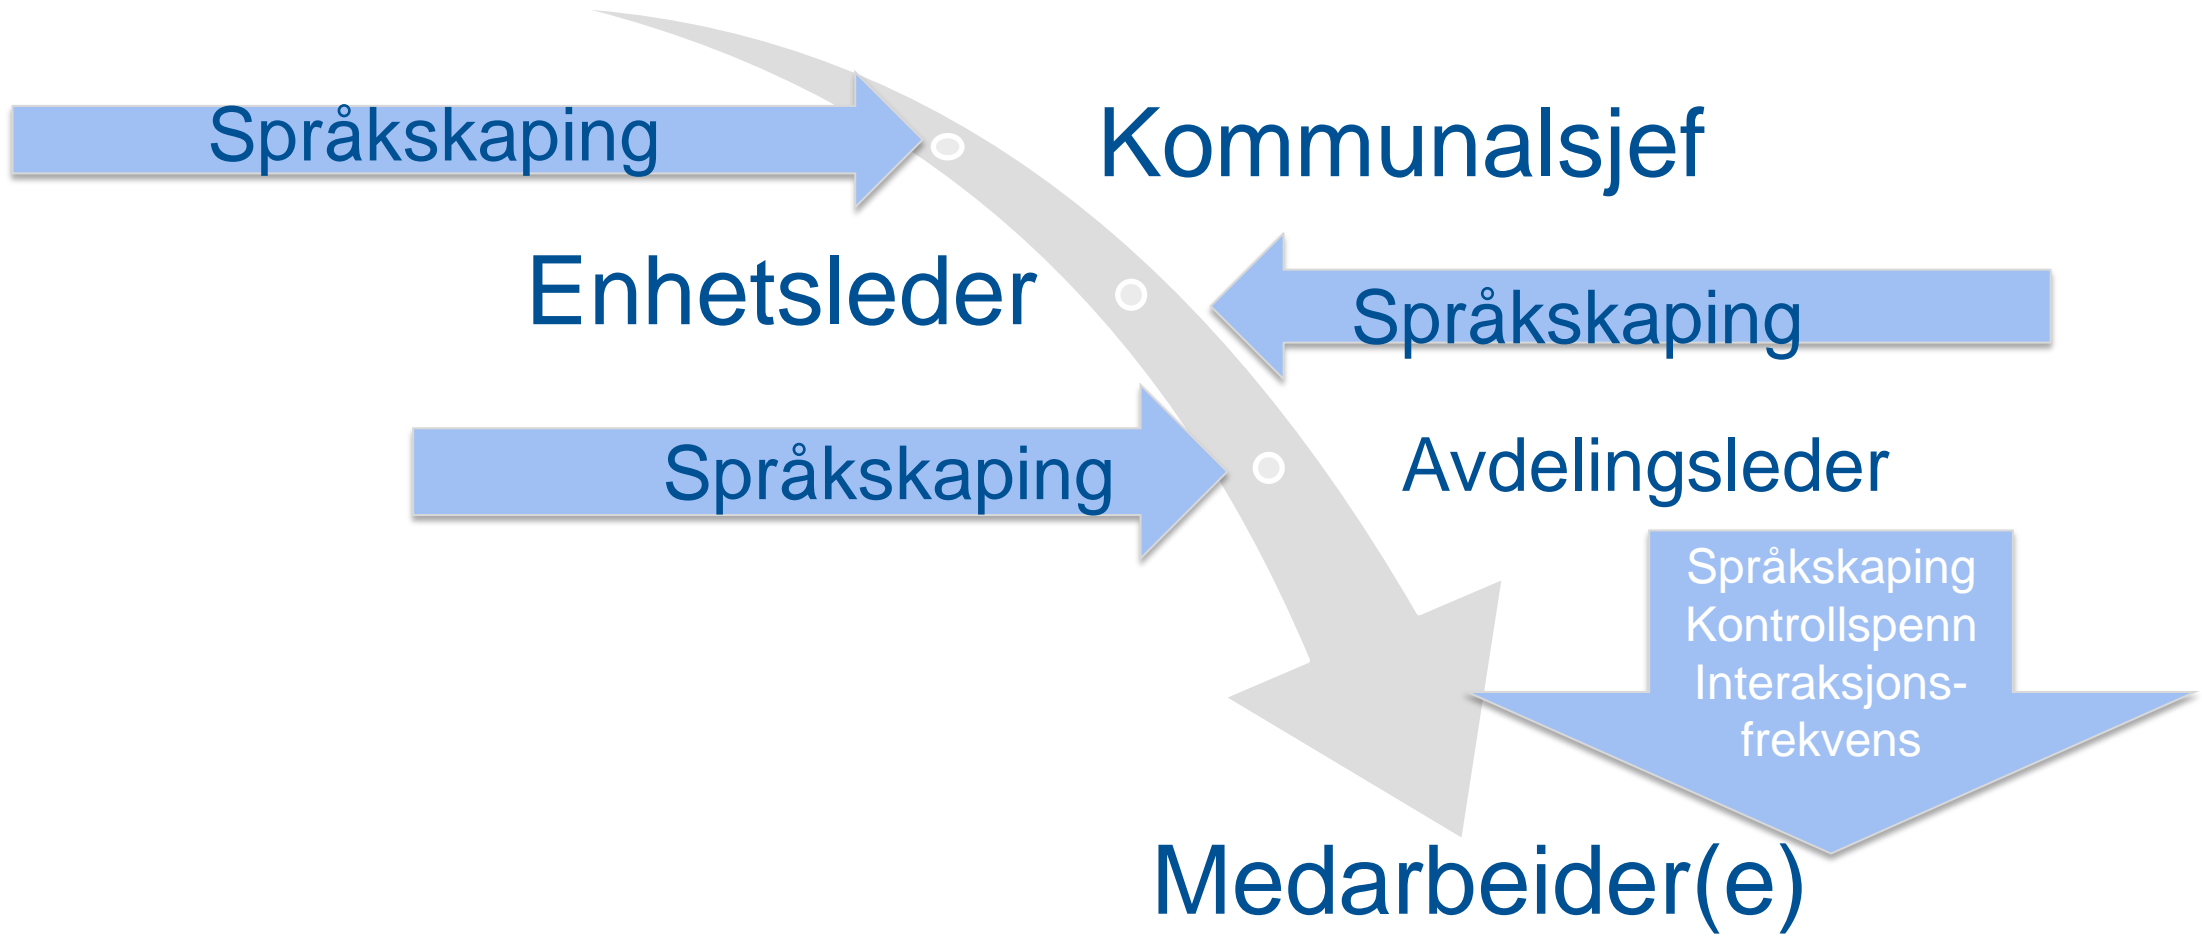 Språkskaping
Kommunalsjef
Enhetsleder
Språkskaping
Språkskaping
Avdelingsleder
Språkskaping
Kontrollspenn
Interaksjons-
frekvens
Medarbeider(e)